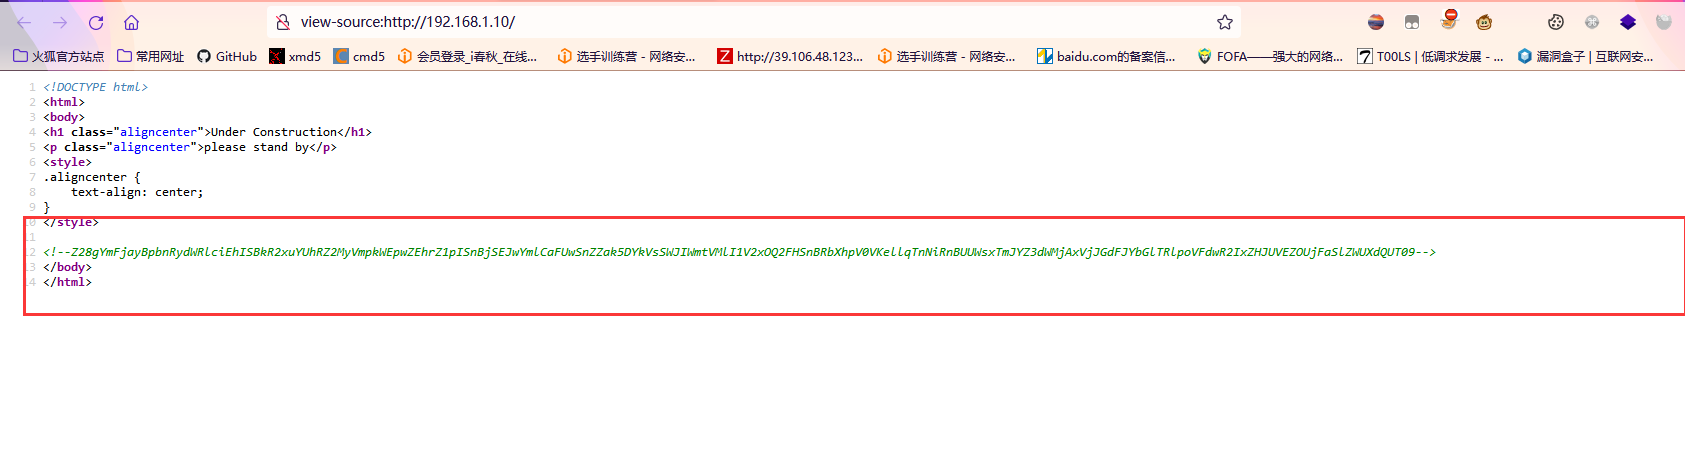 view-source:http://192.168.1.10/
火狐官方站点 常用网址 GitHub xmd5 cmd5 会员登录_i春秋_在线... 选手训练营 - 网络安... http://39.106.48.123... 选手训练营 - 网络安... baidu.com的备案信... FOFA——强大的网络... T00LS | 低调求发展 - ... 漏洞盒子 | 互联网安...
1 <!DOCTYPE html>
2 <html>
3 <body>
4 <h1 class="aligncenter">Under Construction</h1>
5 <p class="aligncenter">please stand by</p>
6 <style>
7 .aligncenter {
8 text-align: center;
9 }
10 </style>
11
12 <!--Z28gYmFjayBpbnRydWRlciEhISBkR2xuYUhRZ2MyVmpkWEpwZEhrZ1pISnBjSEJwYmlCaFUwSnZZak5DYkVsSWJIWmtVMlI1V2xOQ2FHSnBRbXhpV0VKellqTnNiRnBUUWsxTmJYZ3dWMjAxVjJGdFJYbGlTRlpoVFdwR2IxZHJUVEZOUjFaSlZWUXdQUT09-->
13 </body>
14 </html>